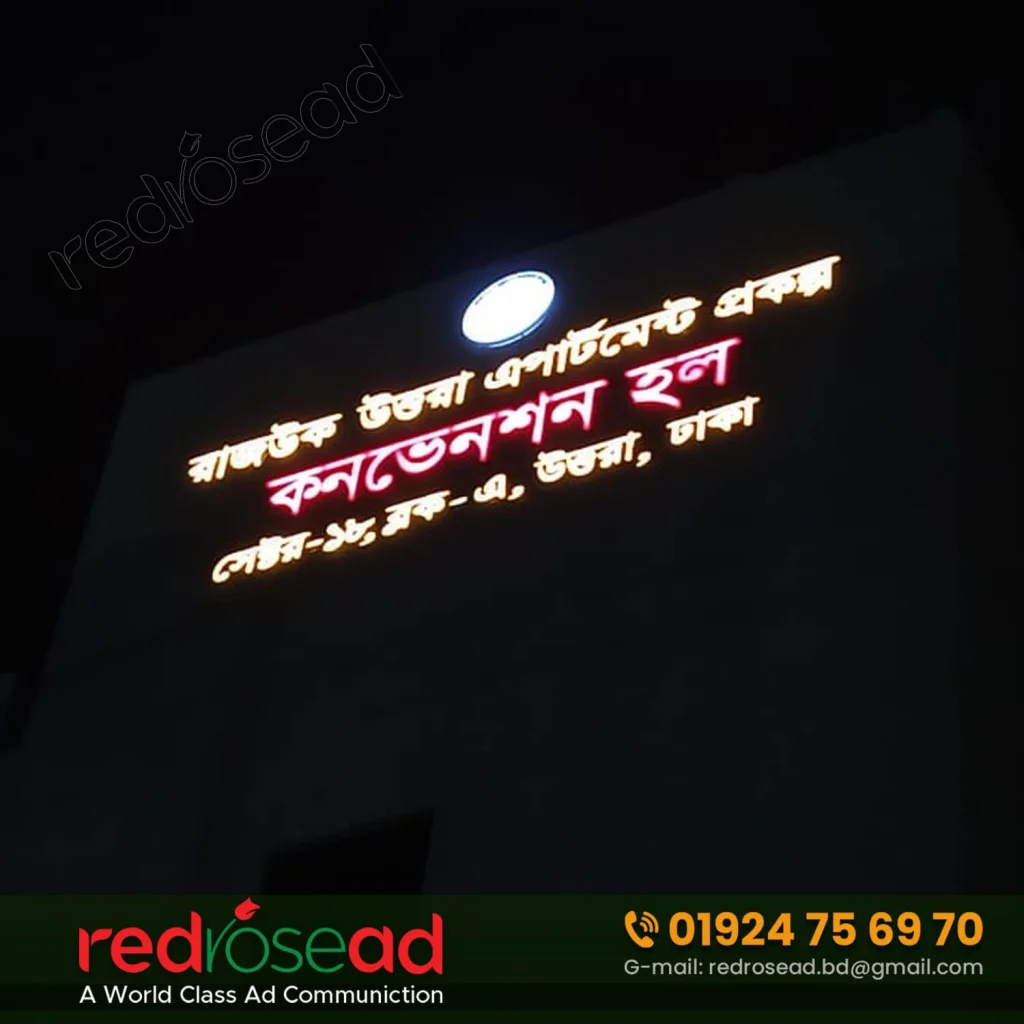 redrosead
রাজউক উত্তরা এপার্টমেন্ট প্রকল্প
কনভেনশন হল
সেক্টর-১৮, ব্লক-এ, উত্তরা, ঢাকা
redrosead
A World Class Ad Communiction
01924 75 69 70
G-mail: redrosead.bd@gmail.com